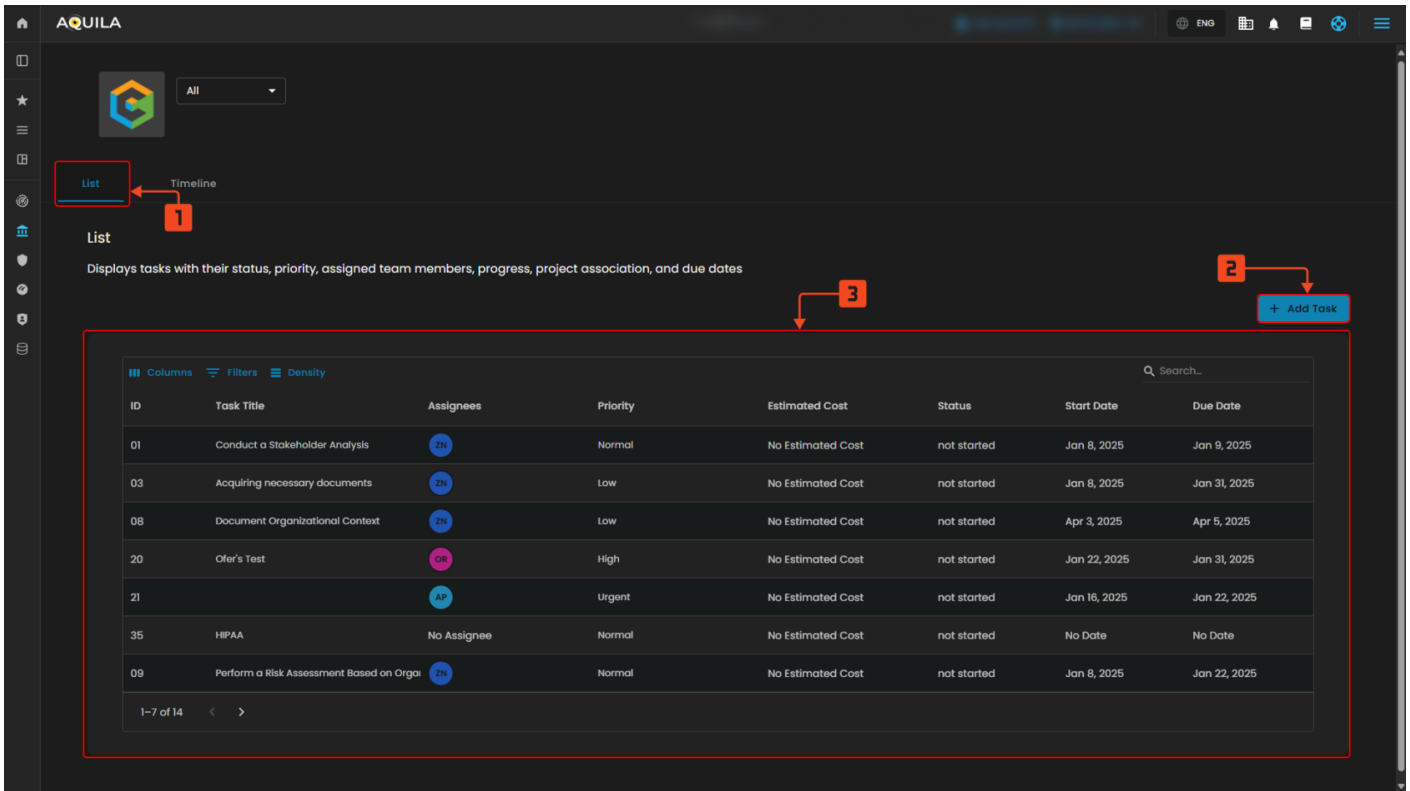 AQUILA
ENG
All
List Timeline
1
List
Displays tasks with their status, priority, assigned team members, progress, project association, and due dates
2
3
+ Add Task
Columns Filters Density Search…
ID Task Title Assignees Priority Estimated Cost Status Start Date Due Date
01 Conduct a Stakeholder Analysis ZN Normal No Estimated Cost not started Jan 8, 2025 Jan 9, 2025
03 Acquiring necessary documents ZN Low No Estimated Cost not started Jan 8, 2025 Jan 31, 2025
08 Document Organizational Context ZN Low No Estimated Cost not started Apr 3, 2025 Apr 5, 2025
20 Ofer's Test OR High No Estimated Cost not started Jan 22, 2025 Jan 31, 2025
21 AP Urgent No Estimated Cost not started Jan 16, 2025 Jan 22, 2025
35 HIPAA No Assignee Normal No Estimated Cost not started No Date No Date
09 Perform a Risk Assessment Based on Orga ZN Normal No Estimated Cost not started Jan 8, 2025 Jan 22, 2025
1–7 of 14